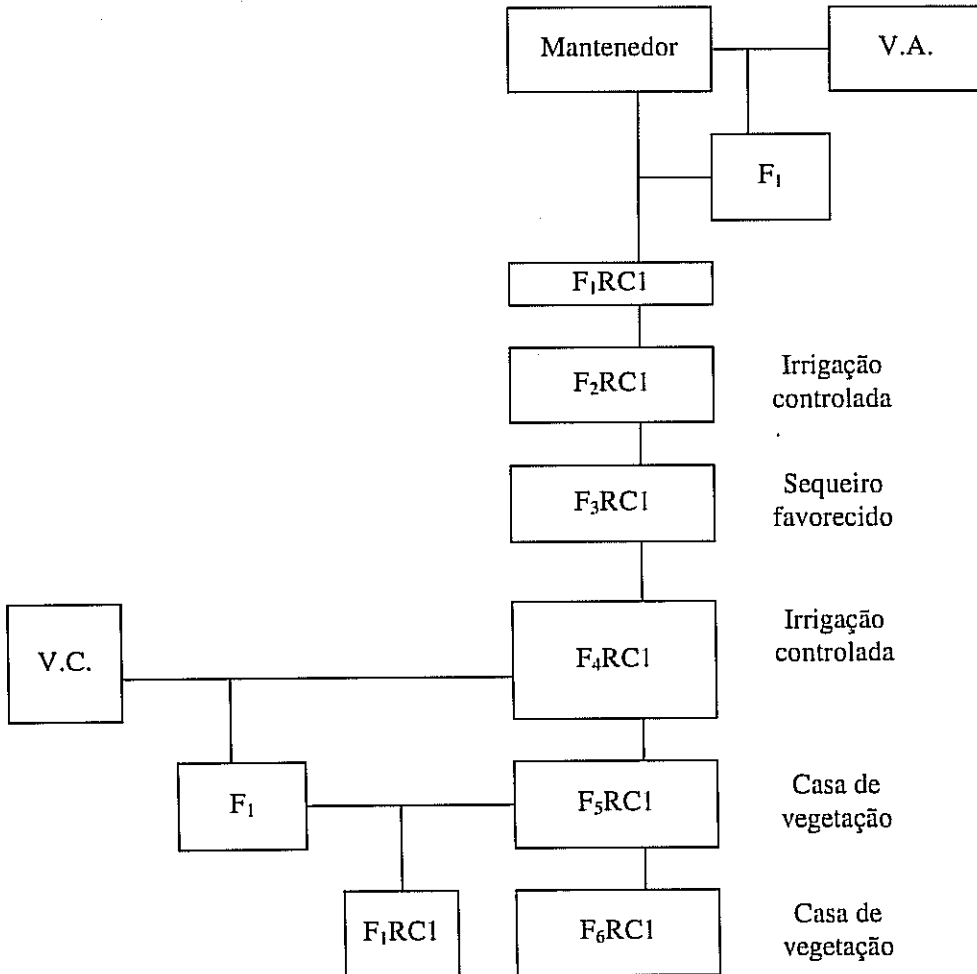 Mantenedor
V.A.
F₁
F₁RC1
F₂RC1
Irrigação
controlada
F₃RC1
Sequeiro
favorecido
V.C.
F₄RC1
Irrigação
controlada
F₁
F₅RC1
Casa de
vegetação
F₁RC1
F₆RC1
Casa de
vegetação